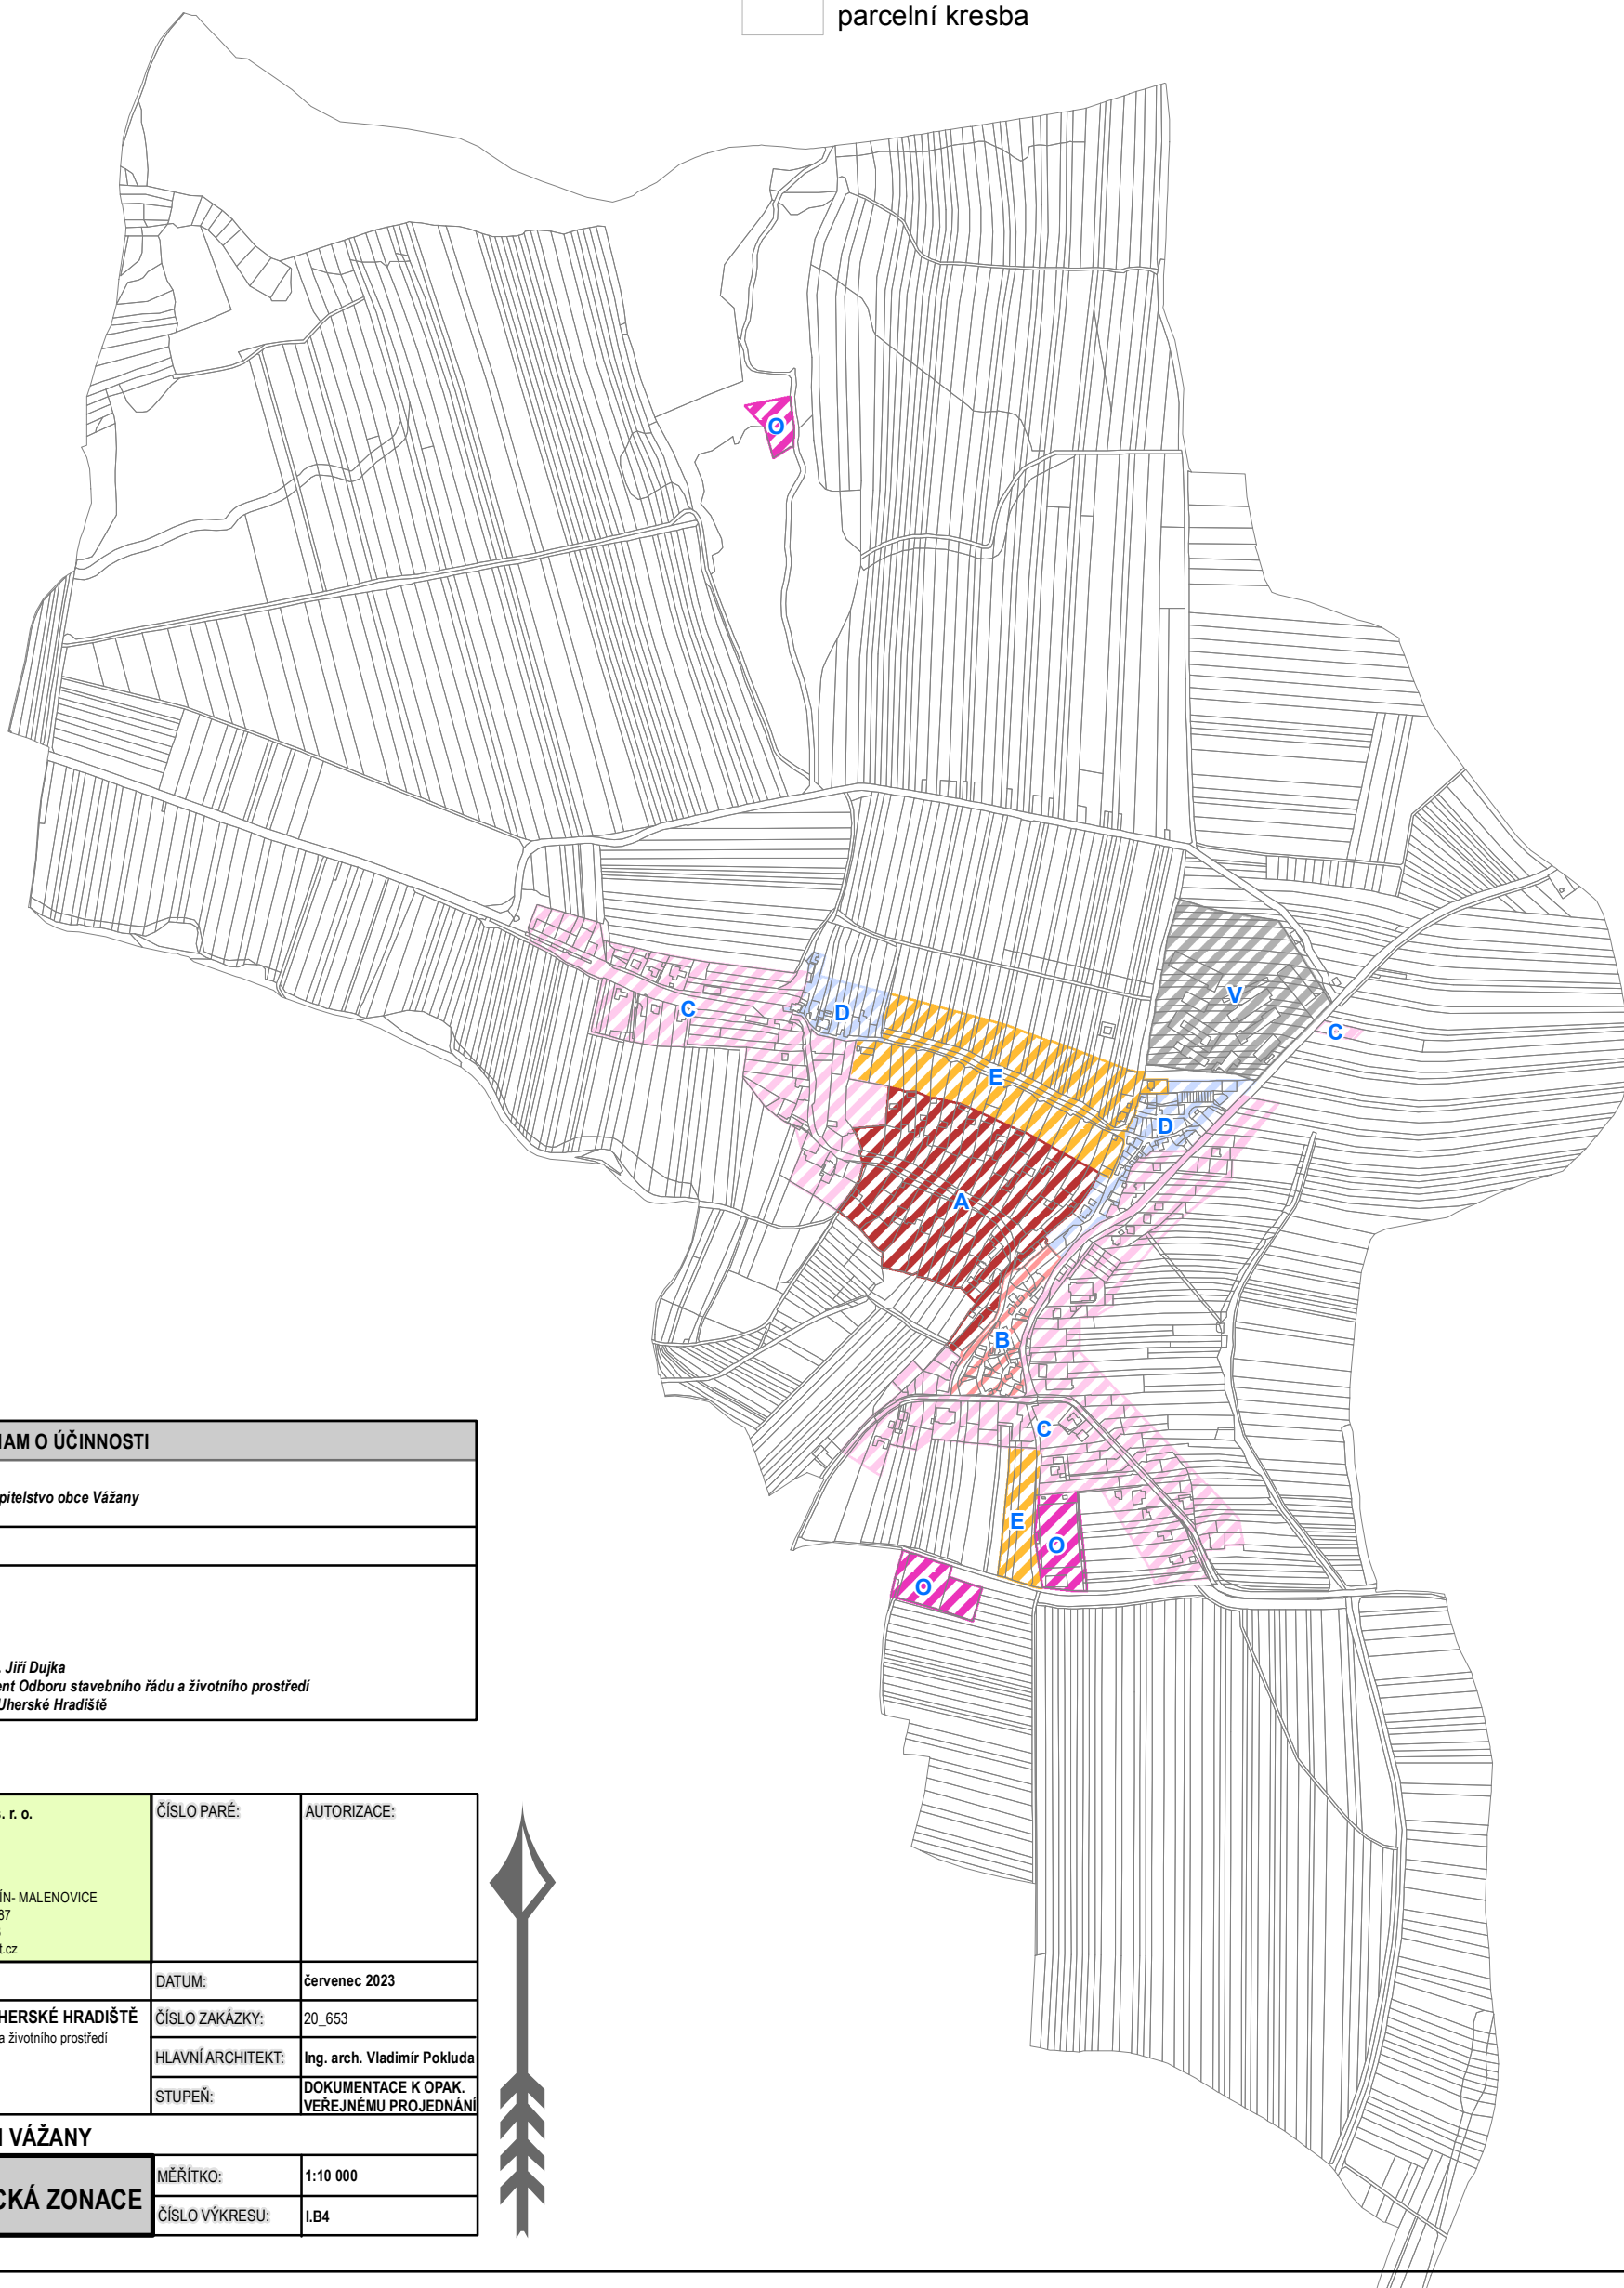 parcelní kresba
O
C
D
E
V
C
D
A
B
C
E
O
O
NAM O ÚČINNOSTI
pitelstvo obce Vážany
. Jiří Dujka
ent Odboru stavebního řádu a životního prostředí
Uherské Hradiště
s. r. o.
ČÍSLO PARÉ:
AUTORIZACE:
ÍN- MALENOVICE
87
t.cz
DATUM:
červenec 2023
HERSKÉ HRADIŠTĚ
a životního prostředí
ČÍSLO ZAKÁZKY:
20_653
HLAVNÍ ARCHITEKT:
Ing. arch. Vladimír Pokluda
STUPEŇ:
DOKUMENTACE K OPAK.
VEŘEJNÉMU PROJEDNÁNÍ
VÁŽANY
CKÁ ZONACE
MĚŘÍTKO:
1:10 000
ČÍSLO VÝKRESU:
I.B4